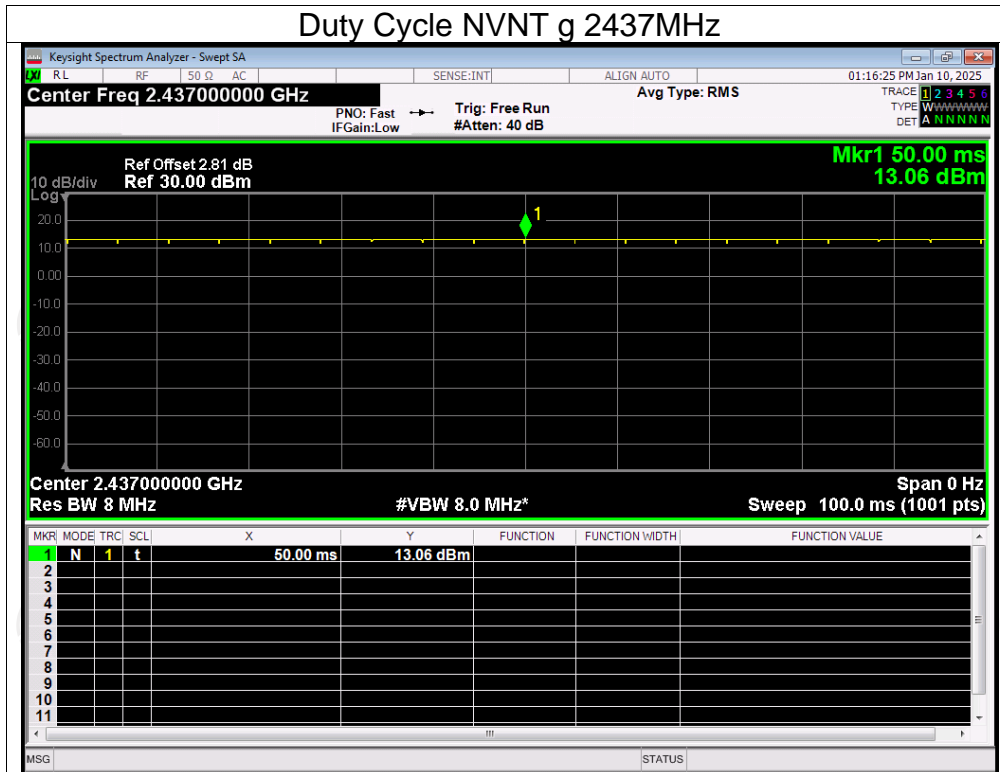 Duty Cycle NVNT g 2437MHz
Keysight Spectrum Analyzer - Swept SA
LXI RL RF 50 Ω AC SENSE:INT ALIGN AUTO 01:16:25 PM Jan 10, 2025
Center Freq 2.437000000 GHz Avg Type: RMS TRACE 1 2 3 4 5 6
PNO: Fast Trig: Free Run TYPE WWWWWW
IFGain:Low #Atten: 40 dB DET A N N N N N
Mkr1 50.00 ms
Ref Offset 2.81 dB
10 dB/div Ref 30.00 dBm 13.06 dBm
Log
20.0
1
10.0
0.00
-10.0
-20.0
-30.0
-40.0
-50.0
-60.0
Center 2.437000000 GHz Span 0 Hz
Res BW 8 MHz #VBW 8.0 MHz* Sweep 100.0 ms (1001 pts)
MKR MODE TRC SCL X Y FUNCTION FUNCTION WIDTH FUNCTION VALUE
1 N 1 t 50.00 ms 13.06 dBm
2
3
4
5
6
7
8
9
10
11
MSG STATUS